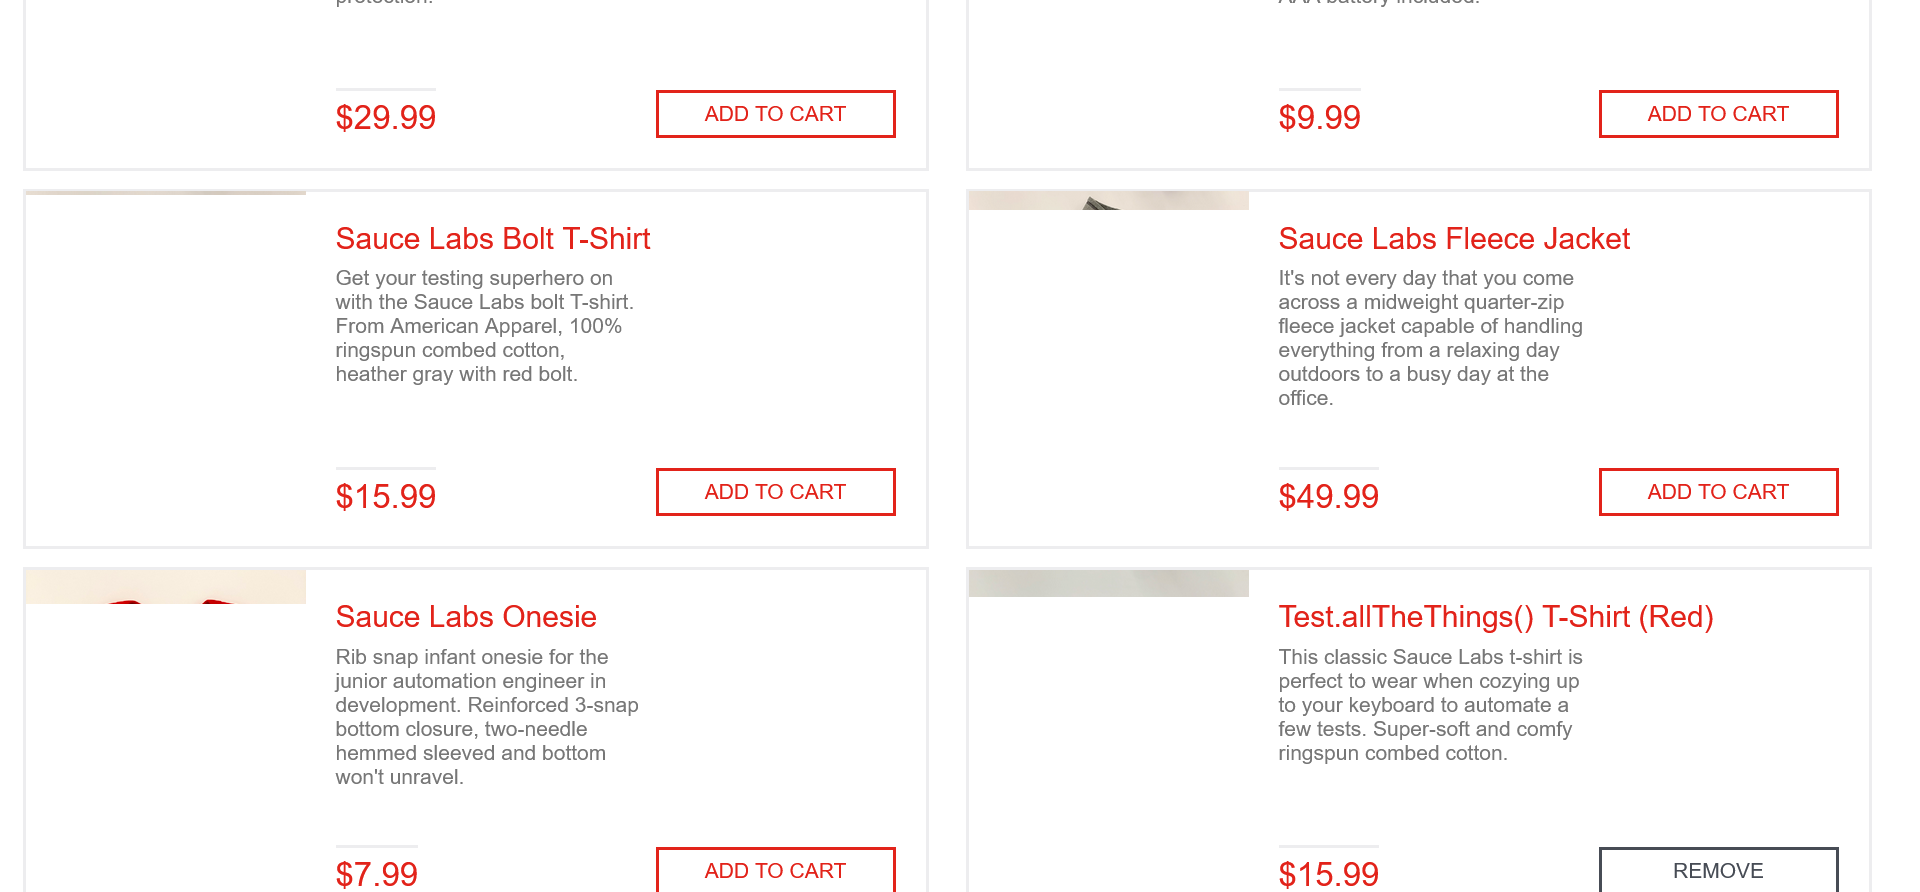 protection.
AAA battery included.
$29.99
ADD TO CART
$9.99
ADD TO CART
Sauce Labs Bolt T-Shirt
Get your testing superhero on
with the Sauce Labs bolt T-shirt.
From American Apparel, 100%
ringspun combed cotton,
heather gray with red bolt.
$15.99
ADD TO CART
Sauce Labs Fleece Jacket
It's not every day that you come
across a midweight quarter-zip
fleece jacket capable of handling
everything from a relaxing day
outdoors to a busy day at the
office.
$49.99
ADD TO CART
Sauce Labs Onesie
Rib snap infant onesie for the
junior automation engineer in
development. Reinforced 3-snap
bottom closure, two-needle
hemmed sleeved and bottom
won't unravel.
$7.99
ADD TO CART
Test.allTheThings() T-Shirt (Red)
This classic Sauce Labs t-shirt is
perfect to wear when cozying up
to your keyboard to automate a
few tests. Super-soft and comfy
ringspun combed cotton.
$15.99
REMOVE